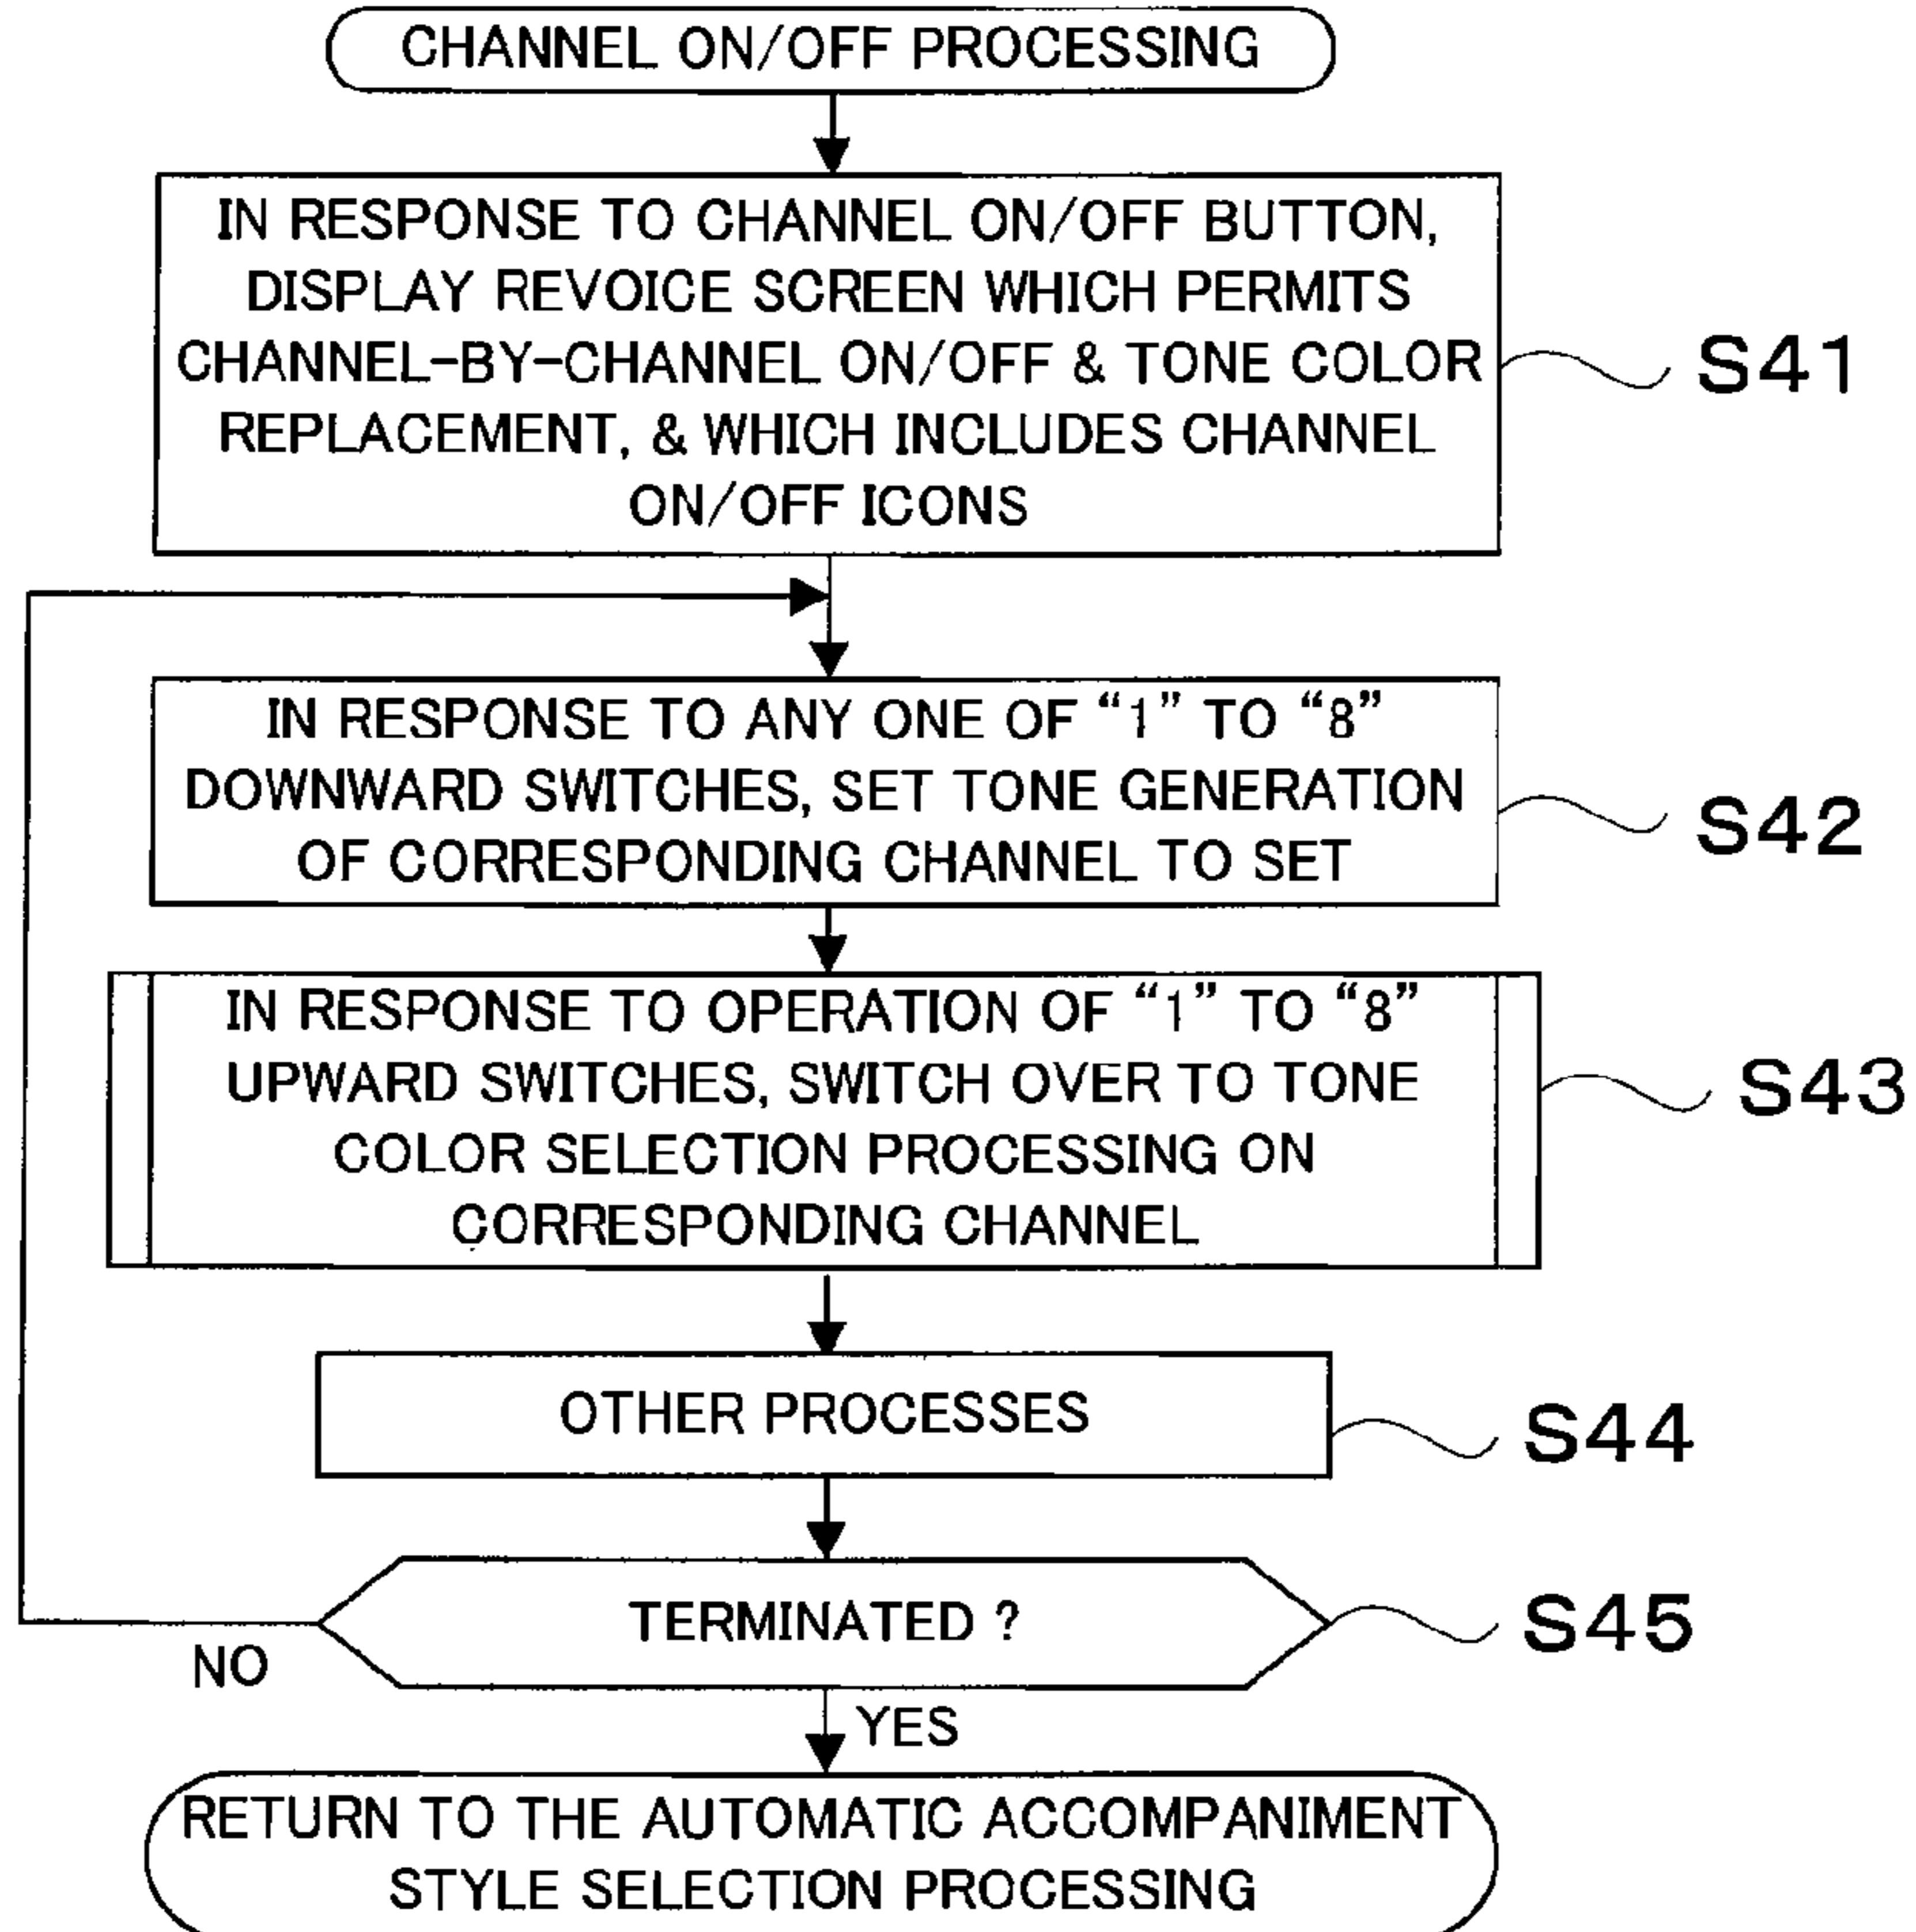 CHANNEL ON/OFF PROCESSING
IN RESPONSE TO CHANNEL ON/OFF BUTTON,
DISPLAY REVOICE SCREEN WHICH PERMITS
CHANNEL-BY-CHANNEL ON/OFF & TONE COLOR
REPLACEMENT, & WHICH INCLUDES CHANNEL
ON/OFF ICONS
S41
IN RESPONSE TO ANY ONE OF “1” TO “8”
DOWNWARD SWITCHES, SET TONE GENERATION
OF CORRESPONDING CHANNEL TO SET
S42
IN RESPONSE TO OPERATION OF “1” TO “8”
UPWARD SWITCHES, SWITCH OVER TO TONE
COLOR SELECTION PROCESSING ON
CORRESPONDING CHANNEL
S43
OTHER PROCESSES
S44
TERMINATED ?
S45
NO
YES
RETURN TO THE AUTOMATIC ACCOMPANIMENT
STYLE SELECTION PROCESSING